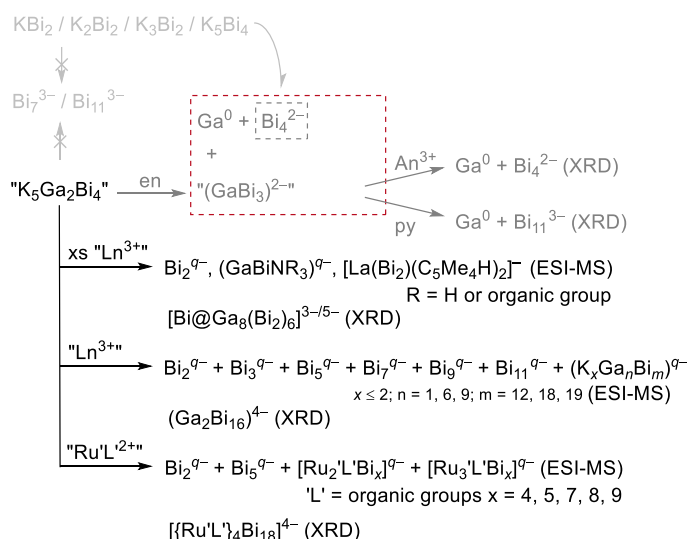 KBi₂ / K₂Bi₂ / K₃Bi₂ / K₅Bi₄
Bi₇³⁻ / Bi₁₁³⁻
Ga⁰ + Bi₄²⁻
+
"K₅Ga₂Bi₄" en "(GaBi₃)²⁻"
An³⁺ Ga⁰ + Bi₄²⁻ (XRD)
py Ga⁰ + Bi₁₁³⁻ (XRD)
xs "Ln³⁺" Bi₂^q⁻, (GaBiNR₃)^q⁻, [La(Bi₂)(C₅Me₄H)₂]⁻ (ESI-MS)
R = H or organic group
[Bi@Ga₈(Bi₂)₆]³⁻/⁵⁻ (XRD)
"Ln³⁺" Bi₂^q⁻ + Bi₃^q⁻ + Bi₅^q⁻ + Bi₇^q⁻ + Bi₉^q⁻ + Bi₁₁^q⁻ + (KₓGaₙBiₘ)^q⁻
x ≤ 2; n = 1, 6, 9; m = 12, 18, 19 (ESI-MS)
(Ga₂Bi₁₆)⁴⁻ (XRD)
"Ru'L'²⁺" Bi₂^q⁻ + Bi₅^q⁻ + [Ru₂'L'Biₓ]^q⁻ + [Ru₃'L'Biₓ]^q⁻ (ESI-MS)
'L' = organic groups x = 4, 5, 7, 8, 9
[{Ru'L'}₄Bi₁₈]⁴⁻ (XRD)